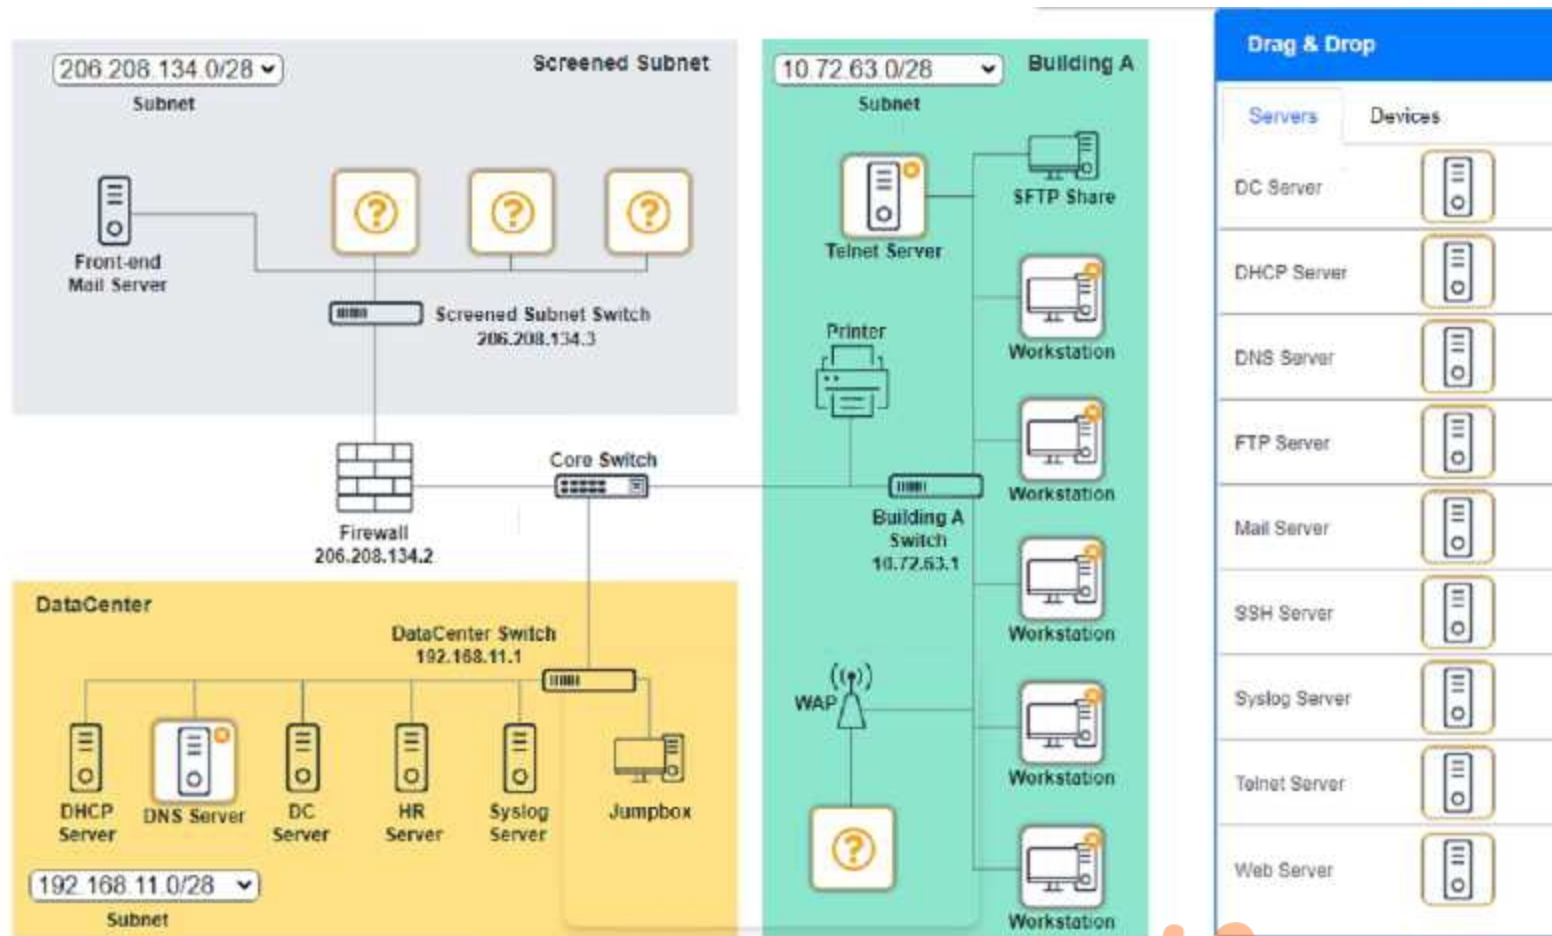 206.208.134.0/28
Subnet
Screened Subnet
Front-end
Mail Server
?
?
?
Screened Subnet Switch
206.208.134.3
Firewall
206.208.134.2
Core Switch
DataCenter
DataCenter Switch
192.168.11.1
DHCP
Server
DNS Server
DC
Server
HR
Server
Syslog
Server
Jumpbox
192.168.11.0/28
Subnet
10.72.63.0/28
Subnet
Building A
Telnet Server
SFTP Share
Workstation
Printer
Workstation
Building A
Switch
10.72.63.1
Workstation
WAP
Workstation
?
Workstation
Drag & Drop
Servers
Devices
DC Server
DHCP Server
DNS Server
FTP Server
Mail Server
SSH Server
Syslog Server
Telnet Server
Web Server